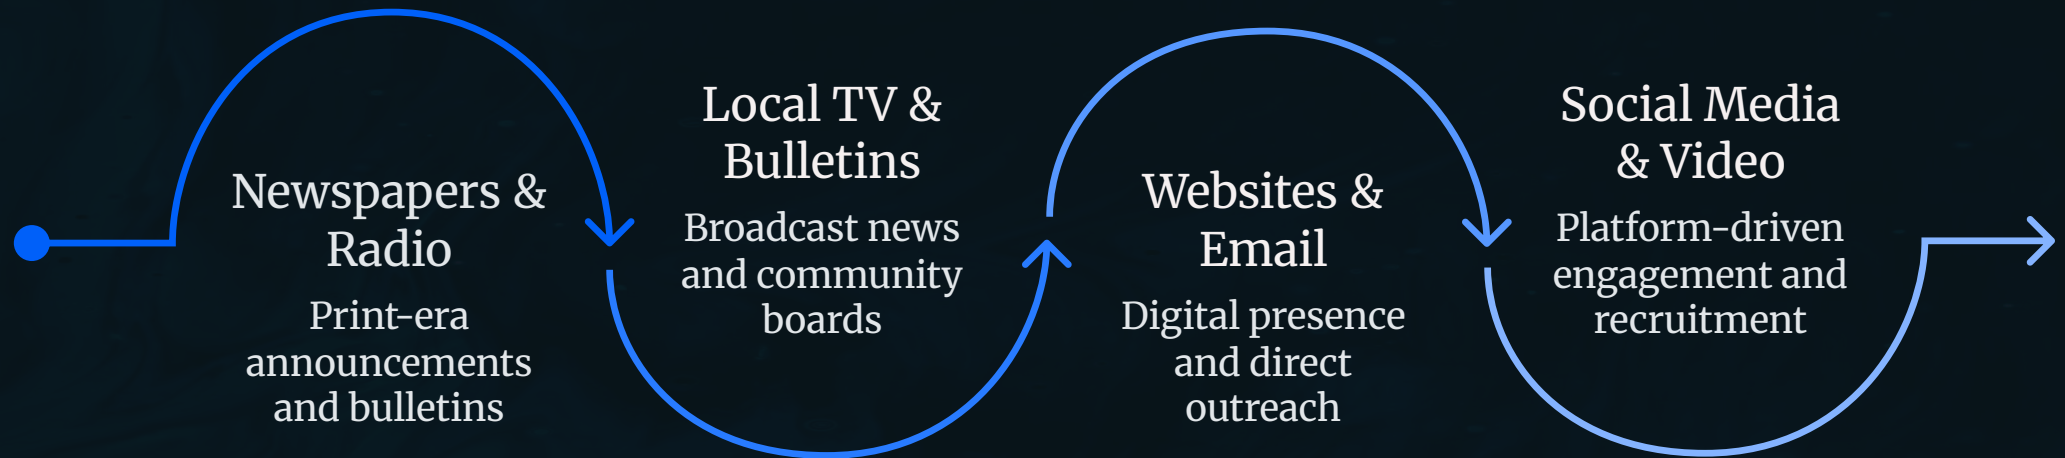 Newspapers &
Radio
Print-era
announcements
and bulletins
Local TV &
Bulletins
Broadcast news
and community
boards
Websites &
Email
Digital presence
and direct
outreach
Social Media
& Video
Platform-driven
engagement and
recruitment